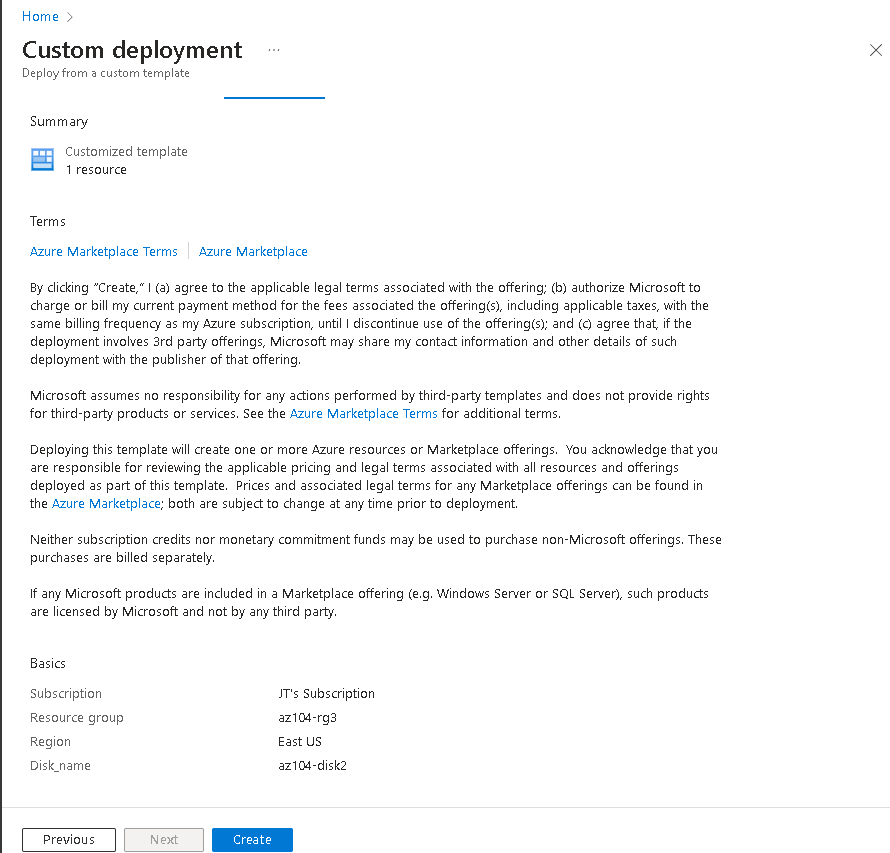 Home
Custom deployment ...
Deploy from a custom template
Summary
Customized template
1 resource
Terms
Azure Marketplace Terms
Azure Marketplace
By clicking “Create,” I (a) agree to the applicable legal terms associated with the offering; (b) authorize Microsoft to
charge or bill my current payment method for the fees associated the offering(s), including applicable taxes, with the
same billing frequency as my Azure subscription, until I discontinue use of the offering(s); and (c) agree that, if the
deployment involves 3rd party offerings, Microsoft may share my contact information and other details of such
deployment with the publisher of that offering.
Microsoft assumes no responsibility for any actions performed by third-party templates and does not provide rights
for third-party products or services. See the Azure Marketplace Terms for additional terms.
Deploying this template will create one or more Azure resources or Marketplace offerings.  You acknowledge that you
are responsible for reviewing the applicable pricing and legal terms associated with all resources and offerings
deployed as part of this template.  Prices and associated legal terms for any Marketplace offerings can be found in
the Azure Marketplace; both are subject to change at any time prior to deployment.
Neither subscription credits nor monetary commitment funds may be used to purchase non-Microsoft offerings. These
purchases are billed separately.
If any Microsoft products are included in a Marketplace offering (e.g. Windows Server or SQL Server), such products
are licensed by Microsoft and not by any third party.
Basics
Subscription JT's Subscription
Resource group az104-rg3
Region East US
Disk_name az104-disk2
Previous
Next
Create